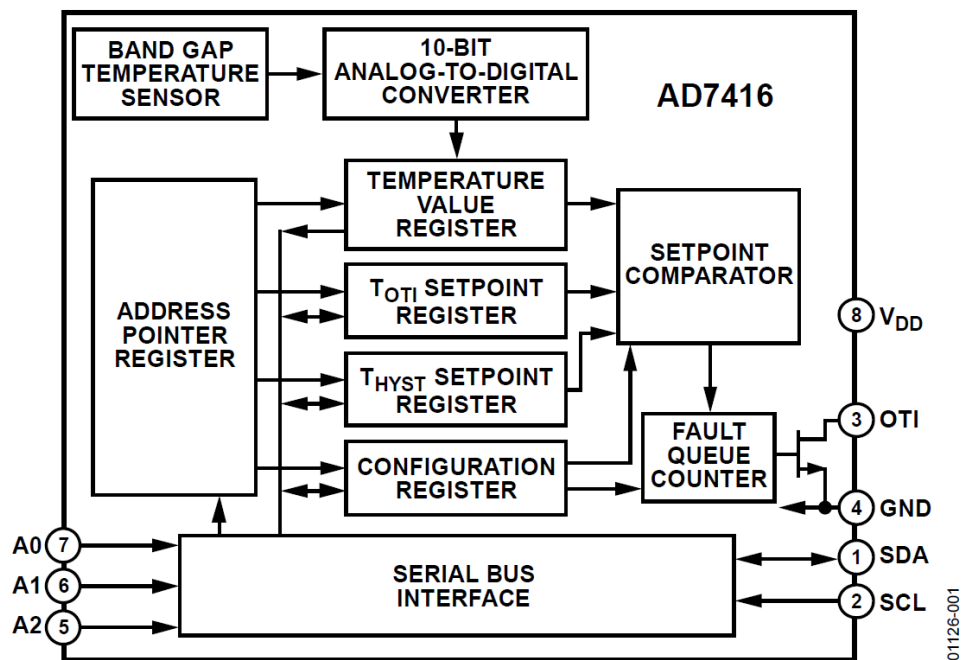 BAND GAP
TEMPERATURE
SENSOR
10-BIT
ANALOG-TO-DIGITAL
CONVERTER
AD7416
TEMPERATURE
VALUE
REGISTER
SETPOINT
COMPARATOR
ADDRESS
POINTER
REGISTER
TOTI SETPOINT
REGISTER
THYST SETPOINT
REGISTER
CONFIGURATION
REGISTER
FAULT
QUEUE
COUNTER
8 VDD
3 OTI
4 GND
1 SDA
2 SCL
A0 7
A1 6
A2 5
SERIAL BUS
INTERFACE
01126-001